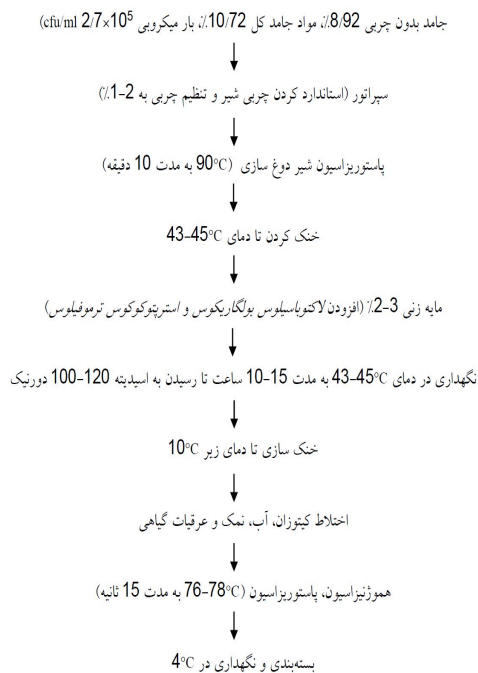 جامد بدون چربی 8/92٪، مواد جامد کل 10/72٪، بار میکروبی 2/7×10⁵ cfu/ml)
سپراتور (استاندارد کردن چربی شیر و تنظیم چربی به 2-1٪)
پاستوریزاسیون شیر دوغ سازی (90°C به مدت 10 دقیقه)
خنک کردن تا دمای 43-45°C
مایه زنی 3-2٪ (افزودن لاکتوباسیلوس بولگاریکوس و استرپتوکوکوس ترموفیلوس)
نگهداری در دمای 43-45°C به مدت 15-10 ساعت تا رسیدن به اسیدیته 120-100 دورنیک
خنک سازی تا دمای زیر 10°C
اختلاط کیتوزان، آب، نمک و عرقیات گیاهی
هموژنیزاسیون، پاستوریزاسیون (76-78°C به مدت 15 ثانیه)
بسته‌بندی و نگهداری در 4°C